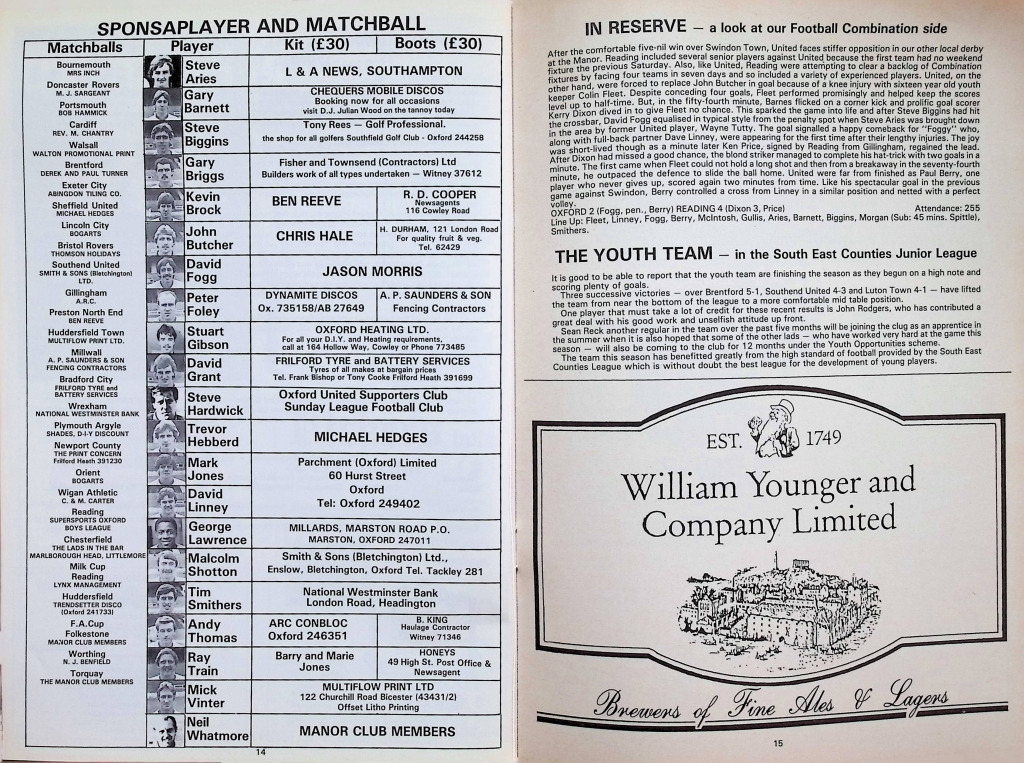 SPONSAPLAYER AND MATCHBALL
Matchballs
Player
Kit (£30)
Boots (£30)
Bournemouth
MRS INCH
Doncaster Rovers
M. J. SARGEANT
Portsmouth
BOB HAMMICK
Cardiff
REV. M. CHANTRY
Walsall
WALTON PROMOTIONAL PRINT
Brentford
DEREK AND PAUL TURNER
Exeter City
ABINGDON TILING CO.
Sheffield United
MICHAEL HEDGES
Lincoln City
BOGARTS
Bristol Rovers
THOMSON HOLIDAYS
Southend United
SMITH & SONS (Bletchington)
LTD.
Gillingham
A.R.C.
Preston North End
BEN REEVE
Huddersfield Town
MULTIFLOW PRINT LTD.
Millwall
A. P. SAUNDERS & SON
FENCING CONTRACTORS
Bradford City
FRILFORD TYRE and
BATTERY SERVICES
Wrexham
NATIONAL WESTMINSTER BANK
Plymouth Argyle
SHADES, D-I-Y DISCOUNT
Newport County
THE PRINT CONCERN
Frilford Heath 391230
Orient
BOGARTS
Wigan Athletic
C. & M. CARTER
Reading
SUPERSPORTS OXFORD
BOYS LEAGUE
Chesterfield
THE LADS IN THE BAR
MARLBOROUGH HEAD, LITTLEMORE
Milk Cup
Reading
LYNX MANAGEMENT
Huddersfield
TRENDSETTER DISCO
(Oxford 241733)
F.A.Cup
Folkestone
MANOR CLUB MEMBERS
Worthing
N. J. BENFIELD
Torquay
THE MANOR CLUB MEMBERS
Steve
Aries
L & A NEWS, SOUTHAMPTON
Gary
Barnett
CHEQUERS MOBILE DISCOS
Booking now for all occasions
visit D.J. Julian Wood on the tannoy today
Steve
Biggins
Tony Rees — Golf Professional.
the shop for all golfers Southfield Golf Club - Oxford 244258
Gary
Briggs
Fisher and Townsend (Contractors) Ltd
Builders work of all types undertaken — Witney 37612
Kevin
Brock
BEN REEVE
R. D. COOPER
Newsagents
116 Cowley Road
John
Butcher
CHRIS HALE
H. DURHAM, 121 London Road
For quality fruit & veg.
Tel. 62429
David
Fogg
JASON MORRIS
Peter
Foley
DYNAMITE DISCOS
Ox. 735158/AB 27649
A. P. SAUNDERS & SON
Fencing Contractors
Stuart
Gibson
OXFORD HEATING LTD.
For all your D.I.Y. and Heating requirements,
call at 164 Hollow Way, Cowley or Phone 773485
David
Grant
FRILFORD TYRE and BATTERY SERVICES
Tyres of all makes at bargain prices
Tel. Frank Bishop or Tony Cooke Frilford Heath 391699
Steve
Hardwick
Oxford United Supporters Club
Sunday League Football Club
Trevor
Hebberd
MICHAEL HEDGES
Mark
Jones
David
Linney
Parchment (Oxford) Limited
60 Hurst Street
Oxford
Tel: Oxford 249402
George
Lawrence
MILLARDS, MARSTON ROAD P.O.
MARSTON, OXFORD 247011
Malcolm
Shotton
Smith & Sons (Bletchington) Ltd.,
Enslow, Bletchington, Oxford Tel. Tackley 281
Tim
Smithers
National Westminster Bank
London Road, Headington
Andy
Thomas
ARC CONBLOC
Oxford 246351
B. KING
Haulage Contractor
Witney 71346
Ray
Train
Barry and Marie
Jones
HONEYS
49 High St. Post Office &
Newsagent
Mick
Vinter
MULTIFLOW PRINT LTD
122 Churchill Road Bicester (43431/2)
Offset Litho Printing
Neil
Whatmore
MANOR CLUB MEMBERS
14
IN RESERVE — a look at our Football Combination side
After the comfortable five-nil win over Swindon Town, United faces stiffer opposition in our other local derby
at the Manor. Reading included several senior players against United because the first team had no weekend
fixture the previous Saturday. Also, like United, Reading were attempting to clear a backlog of Combination
fixtures by facing four teams in seven days and so included a variety of experienced players. United, on the
other hand, were forced to replace John Butcher in goal because of a knee injury with sixteen year old youth
keeper Colin Fleet. Despite conceding four goals, Fleet performed promisingly and helped keep the scores
level up to half-time. But, in the fifty-fourth minute, Barnes flicked on a corner kick and prolific goal scorer
Kerry Dixon dived in to give Fleet no chance. This sparked the game into life and after Steve Biggins had hit
the crossbar, David Fogg equalised in typical style from the penalty spot when Steve Aries was brought down
in the area by former United player, Wayne Tutty. The goal signalled a happy comeback for "Foggy" who,
along with full-back partner Dave Linney, were appearing for the first time after their lengthy injuries. The joy
was short-lived though as a minute later Ken Price, signed by Reading from Gillingham, regained the lead.
After Dixon had missed a good chance, the blond striker managed to complete his hat-trick with two goals in a
minute. The first came when Fleet could not hold a long shot and then from a breakaway in the seventy-fourth
minute, he outpaced the defence to slide the ball home. United were far from finished as Paul Berry, one
player who never gives up, scored again two minutes from time. Like his spectacular goal in the previous
game against Swindon, Berry controlled a cross from Linney in a similar position and netted with a perfect
volley.
OXFORD 2 (Fogg, pen., Berry) READING 4 (Dixon 3, Price) Attendance: 255
Line Up: Fleet, Linney, Fogg, Berry, McIntosh, Gullis, Aries, Barnett, Biggins, Morgan (Sub: 45 mins. Spittle),
Smithers.
THE YOUTH TEAM — in the South East Counties Junior League
It is good to be able to report that the youth team are finishing the season as they begun on a high note and
scoring plenty of goals.
Three successive victories — over Brentford 5-1, Southend United 4-3 and Luton Town 4-1 — have lifted
the team from near the bottom of the league to a more comfortable mid table position.
One player that must take a lot of credit for these recent results is John Rodgers, who has contributed a
great deal with his good work and unselfish attitude up front.
Sean Reck another regular in the team over the past five months will be joining the clug as an apprentice in
the summer when it is also hoped that some of the other lads — who have worked very hard at the game this
season — will also be coming to the club for 12 months under the Youth Opportunities scheme.
The team this season has benefitted greatly from the high standard of football provided by the South East
Counties League which is without doubt the best league for the development of young players.
EST. 1749
William Younger and
Company Limited
Brewers of Fine Ales & Lagers
15